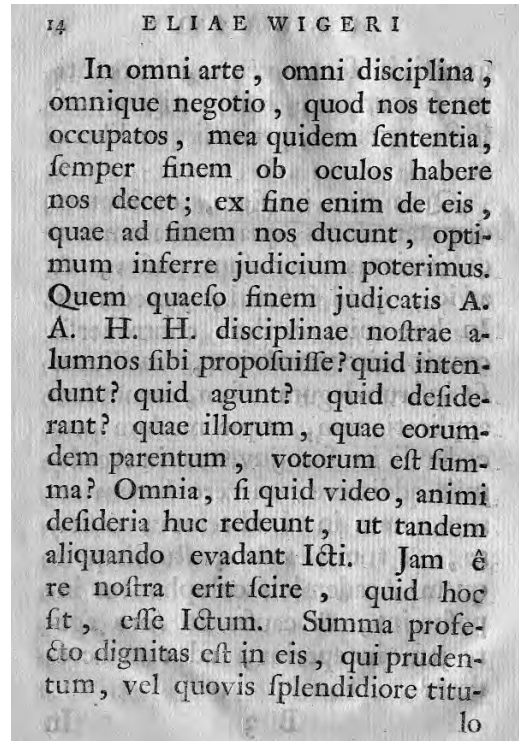 14 ELIAE WIGERI
In omni arte , omni disciplina ,
omnique negotio , quod nos tenet
occupatos , mea quidem ſententia,
ſemper finem ob oculos habere
nos decet ; ex fine enim de eis ,
quae ad finem nos ducunt , opti-
mum inferre judicium poterimus.
Quem quaeſo finem judicatis A.
A. H. H. disciplinae noſtrae a-
lumnos ſibi propoſuiſſe ? quid inten-
dunt ? quid agunt ? quid deſide-
rant ? quae illorum , quae eorum-
dem parentum , votorum eſt ſum-
ma ? Omnia , ſi quid video , animi
deſideria huc redeunt , ut tandem
aliquando evadant Icti. Jam ê
re noſtra erit ſcire , quid hoc
ſit , eſſe Ictum. Summa profe-
cto dignitas eſt in eis , qui pruden-
tum , vel quovis ſplendidiore titu-
lo